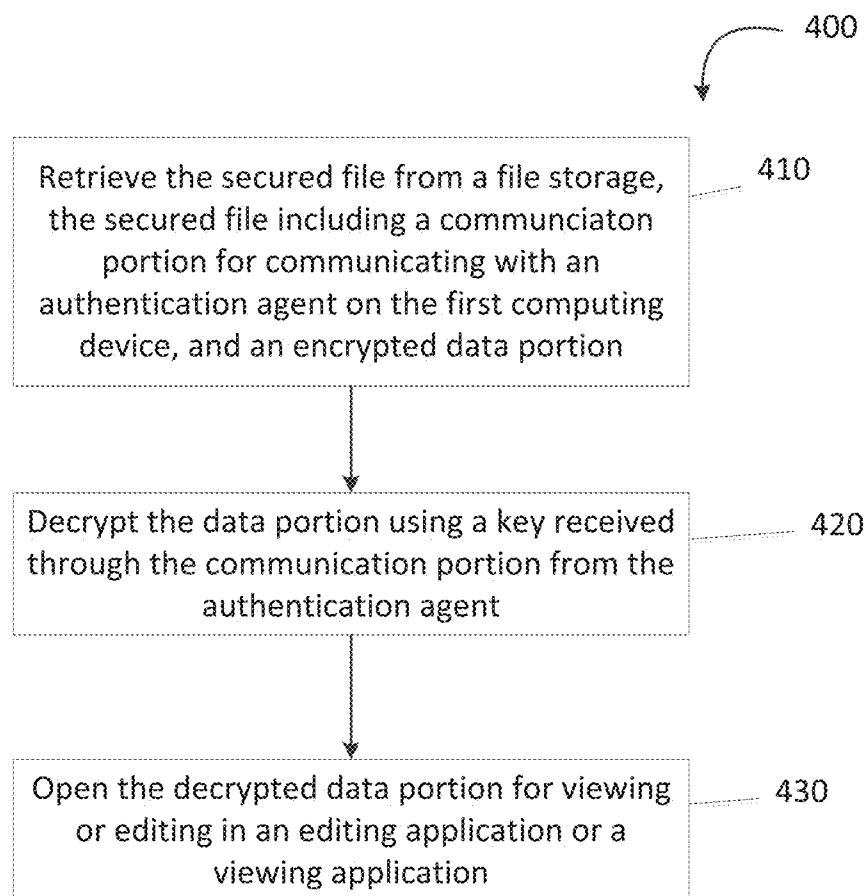 400
Retrieve the secured file from a file storage,
the secured file including a communciaton
portion for communicating with an
authentication agent on the first computing
device, and an encrypted data portion
410
Decrypt the data portion using a key received
through the communication portion from the
authentication agent
420
Open the decrypted data portion for viewing
or editing in an editing application or a
viewing application
430